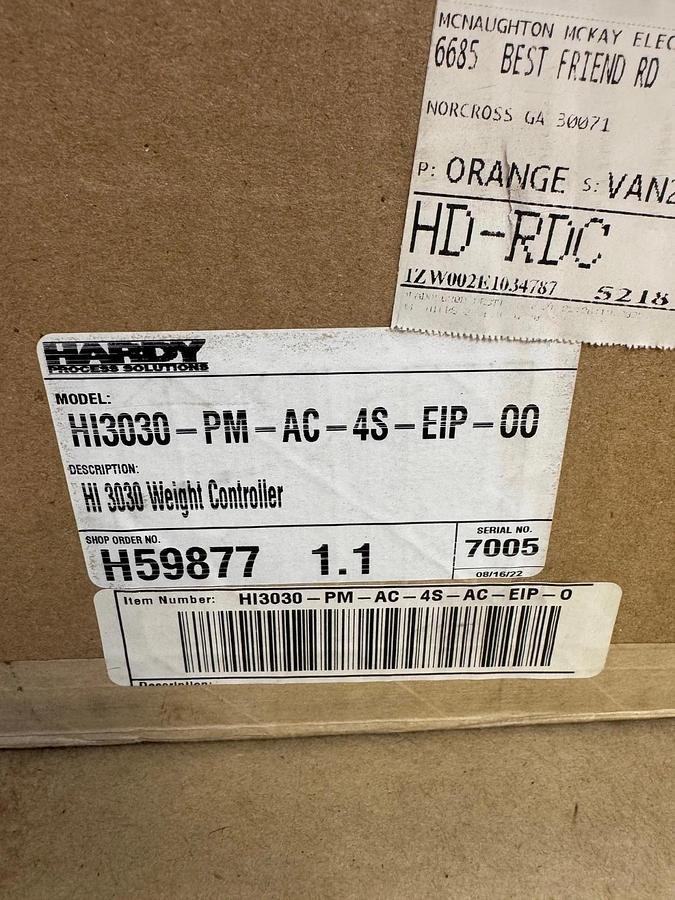 MCNAUGHTON MCKAY ELEC
6685 BEST FRIEND RD
NORCROSS GA 30071
P: ORANGE S: VAN2
HD-RDC
1ZW002E1034787 5218
HARDY
PROCESS SOLUTIONS
MODEL:
HI3030-PM-AC-4S-EIP-00
DESCRIPTION:
HI 3030 Weight Controller
SHOP ORDER NO.
H59877 1.1
SERIAL NO.
7005
08/16/22
Item Number: HI3030-PM-AC-4S-AC-EIP-0
Description: